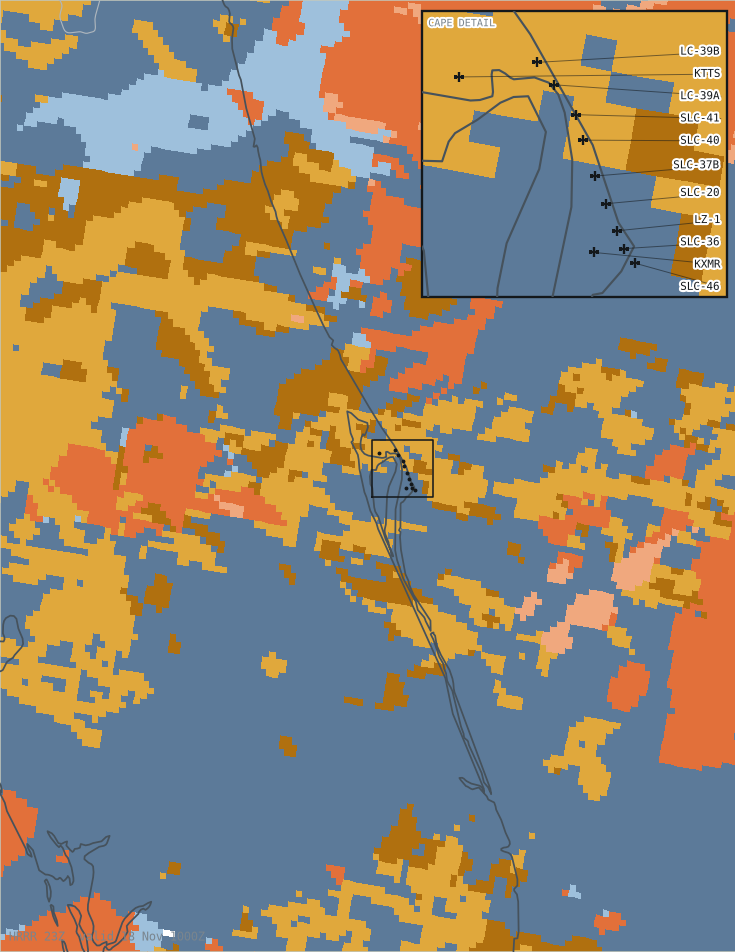 CAPE DETAIL
LC-39B
KTTS
LC-39A
SLC-41
SLC-40
SLC-37B
SLC-20
LZ-1
SLC-36
KXMR
SLC-46